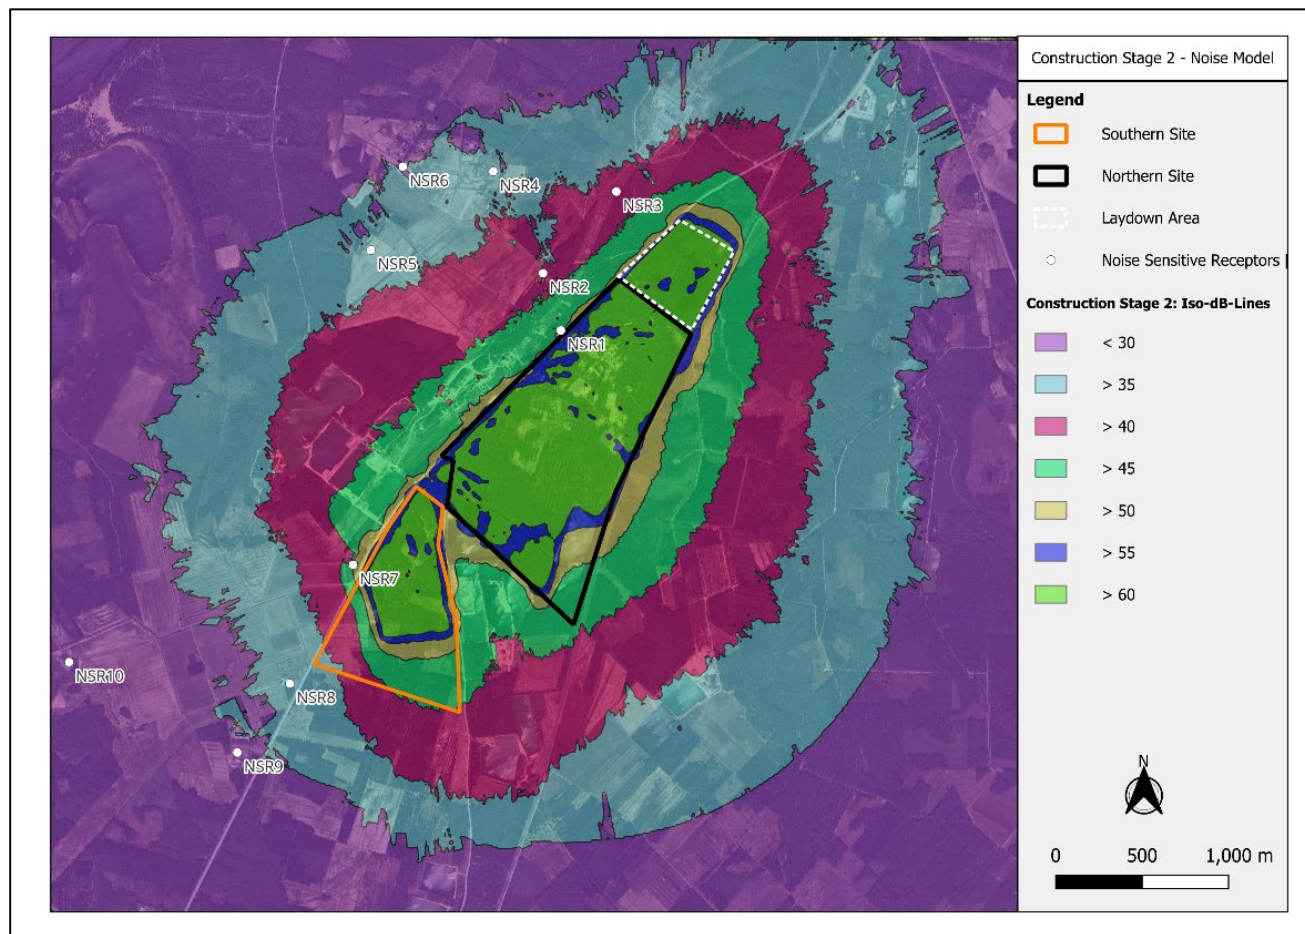 Construction Stage 2 - Noise Model
Legend
Southern Site
Northern Site
Laydown Area
Noise Sensitive Receptors |
Construction Stage 2: Iso-dB-Lines
< 30
> 35
> 40
> 45
> 50
> 55
> 60
N
0 500 1,000 m
NSR6
NSR4
NSR3
NSR5
NSR2
NSR1
NSR7
NSR10
NSR8
NSR9